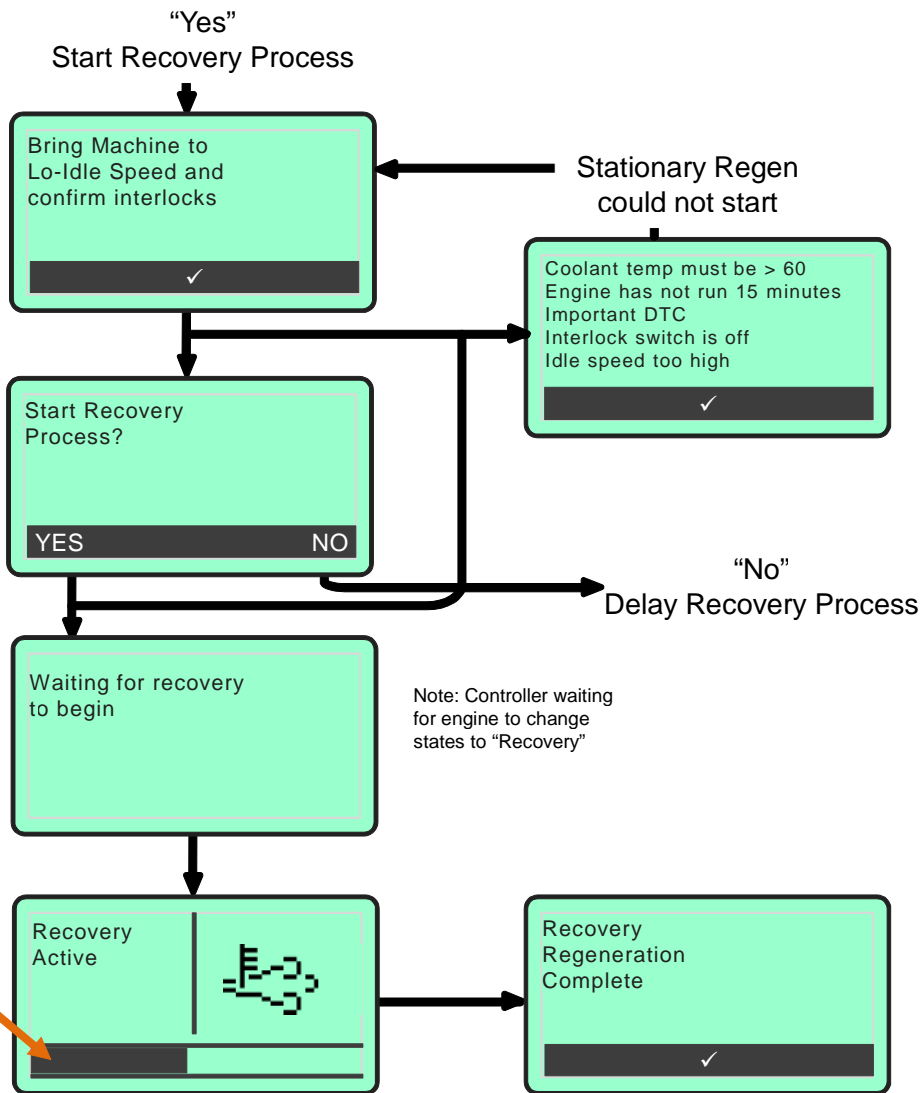 “Yes”
Start Recovery Process
Bring Machine to
Lo-Idle Speed and
confirm interlocks
✓
Stationary Regen
could not start
Coolant temp must be > 60
Engine has not run 15 minutes
Important DTC
Interlock switch is off
Idle speed too high
✓
Start Recovery
Process?
YES NO
“No”
Delay Recovery Process
Waiting for recovery
to begin
Note: Controller waiting
for engine to change
states to “Recovery”
Recovery
Active
Recovery
Regeneration
Complete
✓